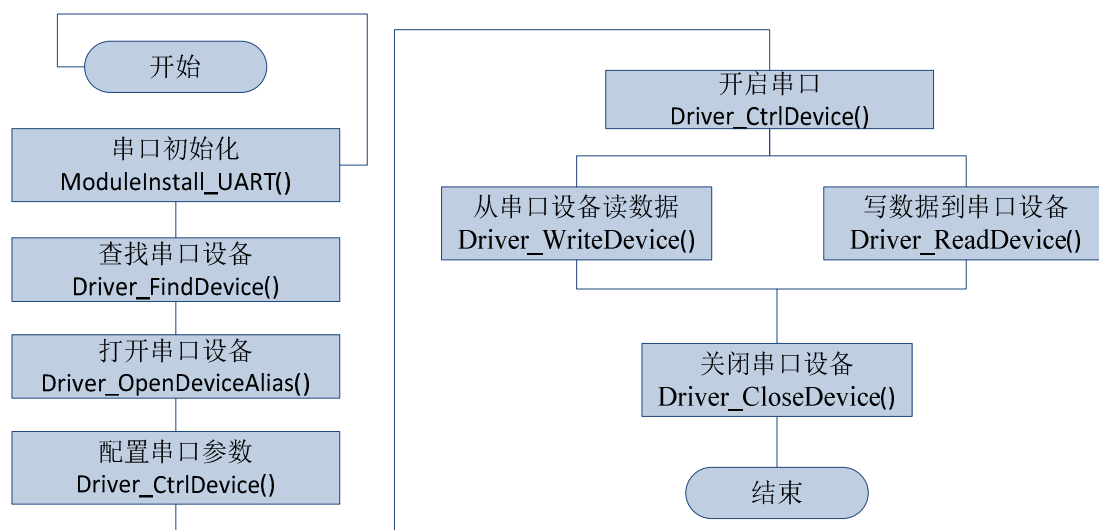 开始
串口初始化
ModuleInstall_UART()
查找串口设备
Driver_FindDevice()
打开串口设备
Driver_OpenDeviceAlias()
配置串口参数
Driver_CtrlDevice()
开启串口
Driver_CtrlDevice()
从串口设备读数据
Driver_WriteDevice()
写数据到串口设备
Driver_ReadDevice()
关闭串口设备
Driver_CloseDevice()
结束